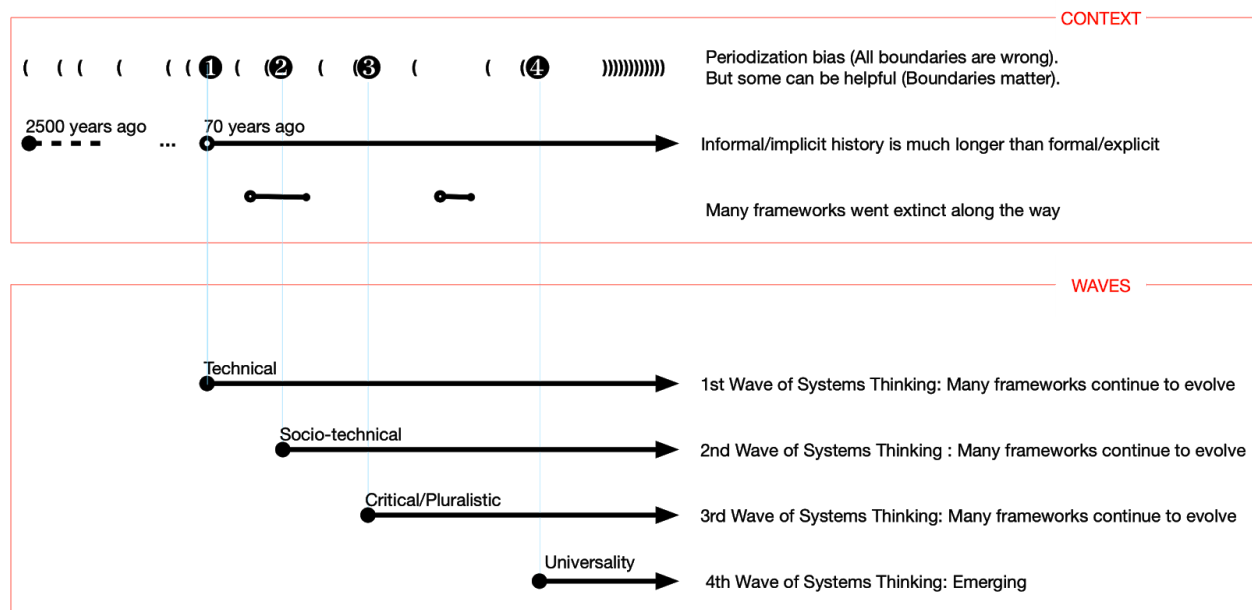 CONTEXT
( ( ( ( ( ( 1 ( ( 2 ( ( 3 ( ( ( 4 )))))))))))
Periodization bias (All boundaries are wrong).
But some can be helpful (Boundaries matter).
2500 years ago ... 70 years ago
Informal/implicit history is much longer than formal/explicit
Many frameworks went extinct along the way
WAVES
Technical
1st Wave of Systems Thinking: Many frameworks continue to evolve
Socio-technical
2nd Wave of Systems Thinking : Many frameworks continue to evolve
Critical/Pluralistic
3rd Wave of Systems Thinking: Many frameworks continue to evolve
Universality
4th Wave of Systems Thinking: Emerging